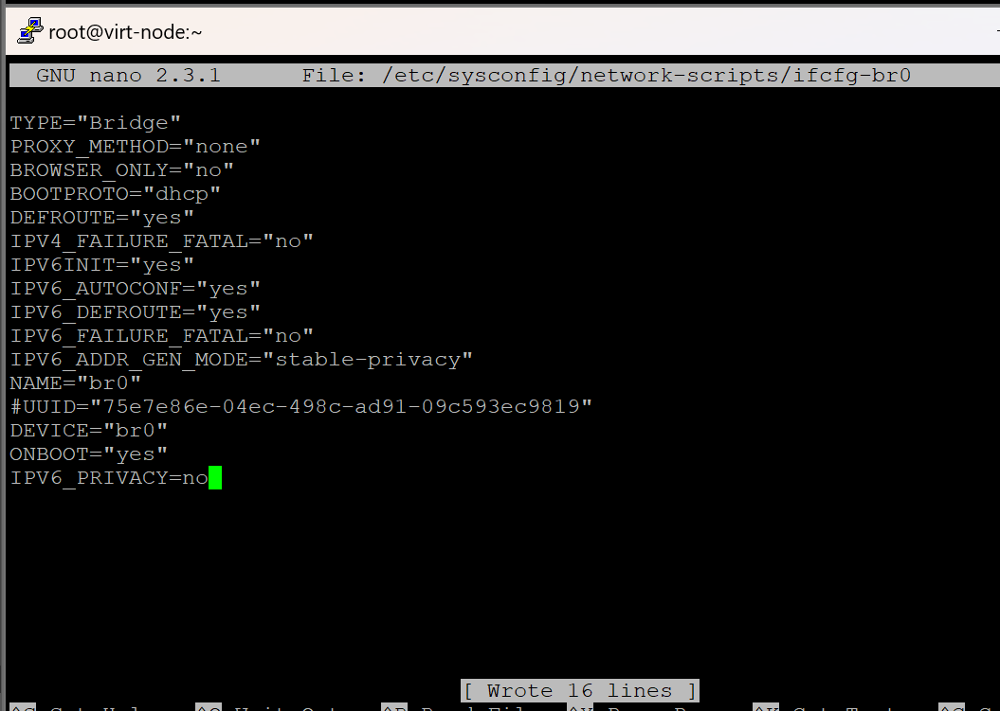 root@virt-node:~
GNU nano 2.3.1 File: /etc/sysconfig/network-scripts/ifcfg-br0
TYPE="Bridge"
PROXY_METHOD="none"
BROWSER_ONLY="no"
BOOTPROTO="dhcp"
DEFROUTE="yes"
IPV4_FAILURE_FATAL="no"
IPV6INIT="yes"
IPV6_AUTOCONF="yes"
IPV6_DEFROUTE="yes"
IPV6_FAILURE_FATAL="no"
IPV6_ADDR_GEN_MODE="stable-privacy"
NAME="br0"
#UUID="75e7e86e-04ec-498c-ad91-09c593ec9819"
DEVICE="br0"
ONBOOT="yes"
IPV6_PRIVACY=no
[ Wrote 16 lines ]